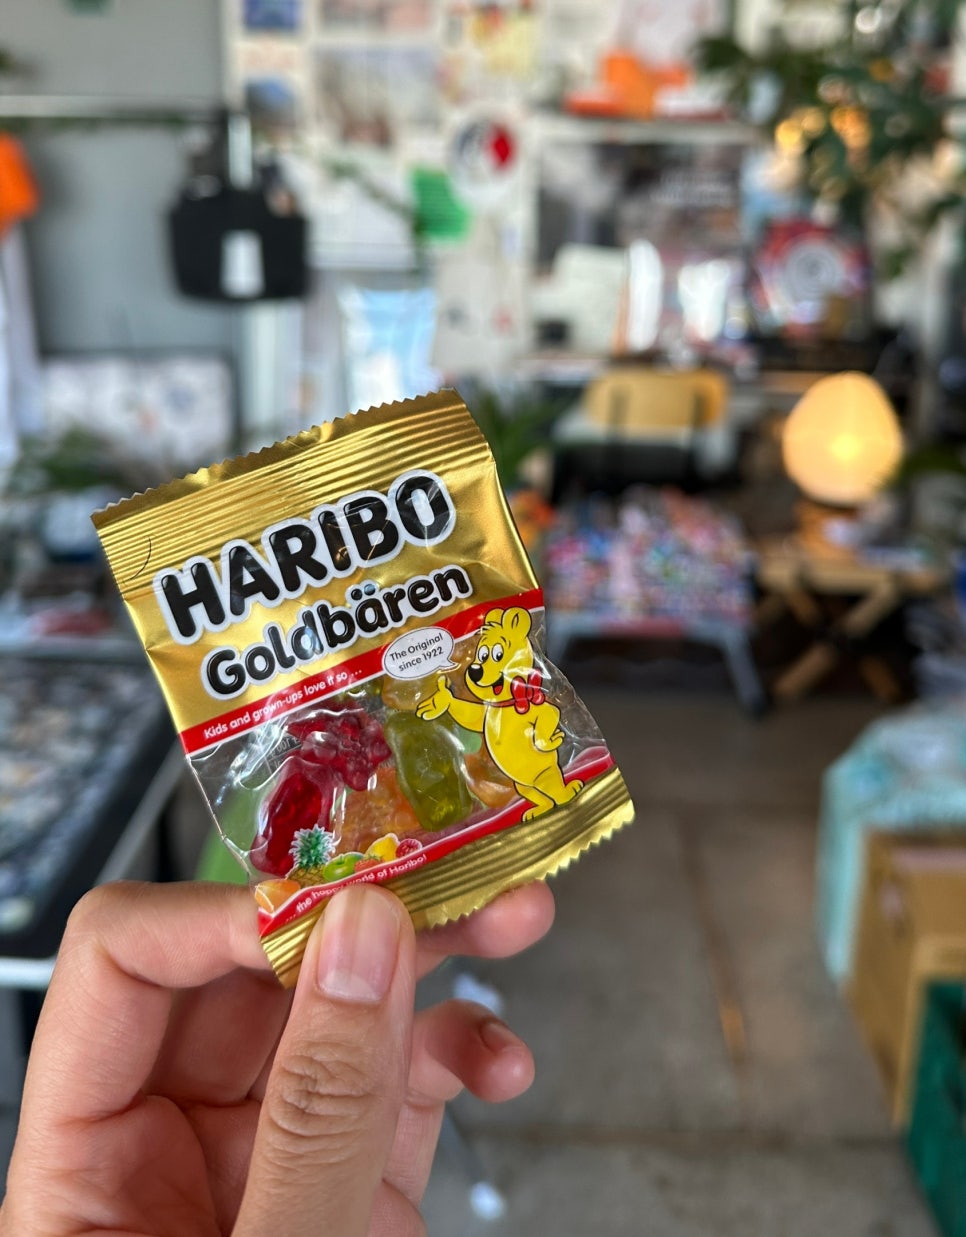 HARIBO
Goldbären
The Original
since 1922
Kids and grown-ups love it so ...
... the happy world of Haribo!